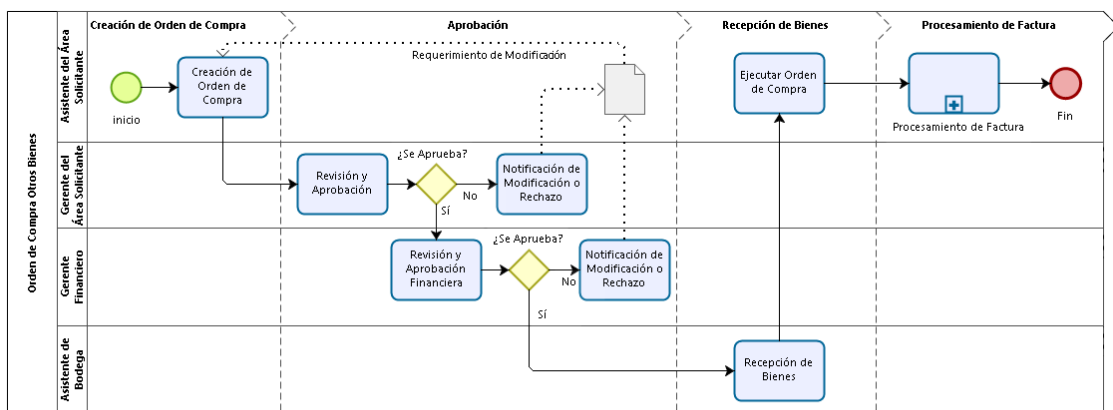 Orden de Compra Otros Bienes
Creación de Orden de Compra
Aprobación
Recepción de Bienes
Procesamiento de Factura
Asistente del Área
Solicitante
inicio
Creación de
Orden de
Compra
Requerimiento de Modificación
Ejecutar Orden
de Compra
Procesamiento de Factura
Fin
Gerente del
Área Solicitante
Revisión y
Aprobación
¿Se Aprueba?
No
Sí
Notificación de
Modificación o
Rechazo
Gerente
Financiero
Revisión y
Aprobación
Financiera
¿Se Aprueba?
No
Sí
Notificación de
Modificación o
Rechazo
Asistente de
Bodega
Recepción de
Bienes